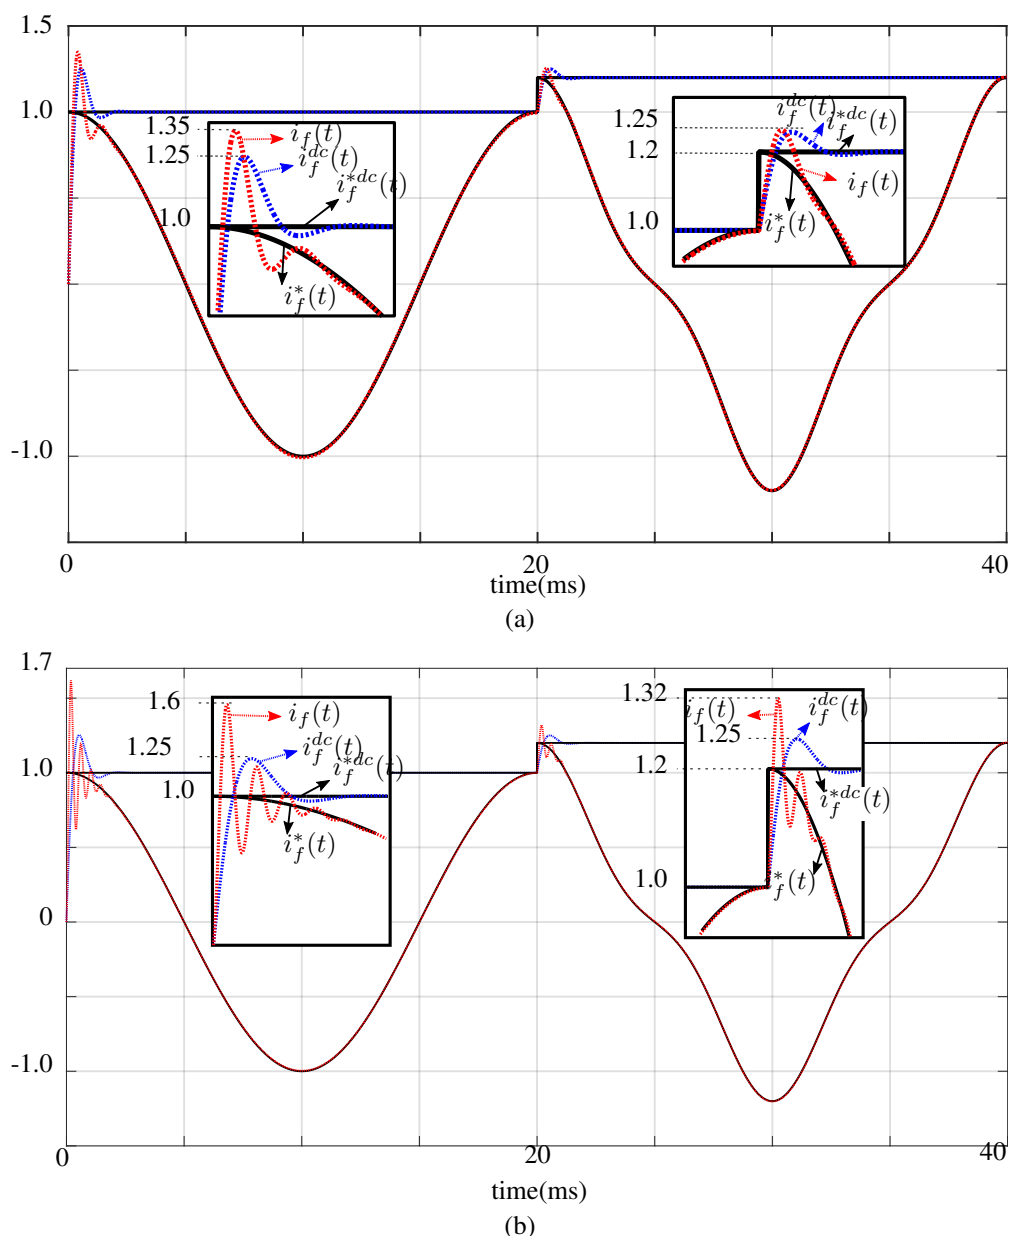 1.5
1.0
-1.0
1.35
1.25
1.0
i_f(t)
i_f^{dc}(t)
i_f^{*dc}(t)
i_f^*(t)
1.25
1.2
1.0
i_f^{dc}(t)
i_f^{*dc}(t)
i_f(t)
i_f^*(t)
0
20
40
time(ms)
(a)
1.7
1.0
0
-1.0
1.6
1.25
1.0
i_f(t)
i_f^{dc}(t)
i_f^{*dc}(t)
i_f^*(t)
1.32
1.25
1.2
1.0
i_f(t)
i_f^{dc}(t)
i_f^{*dc}(t)
i_f^*(t)
0
20
40
time(ms)
(b)